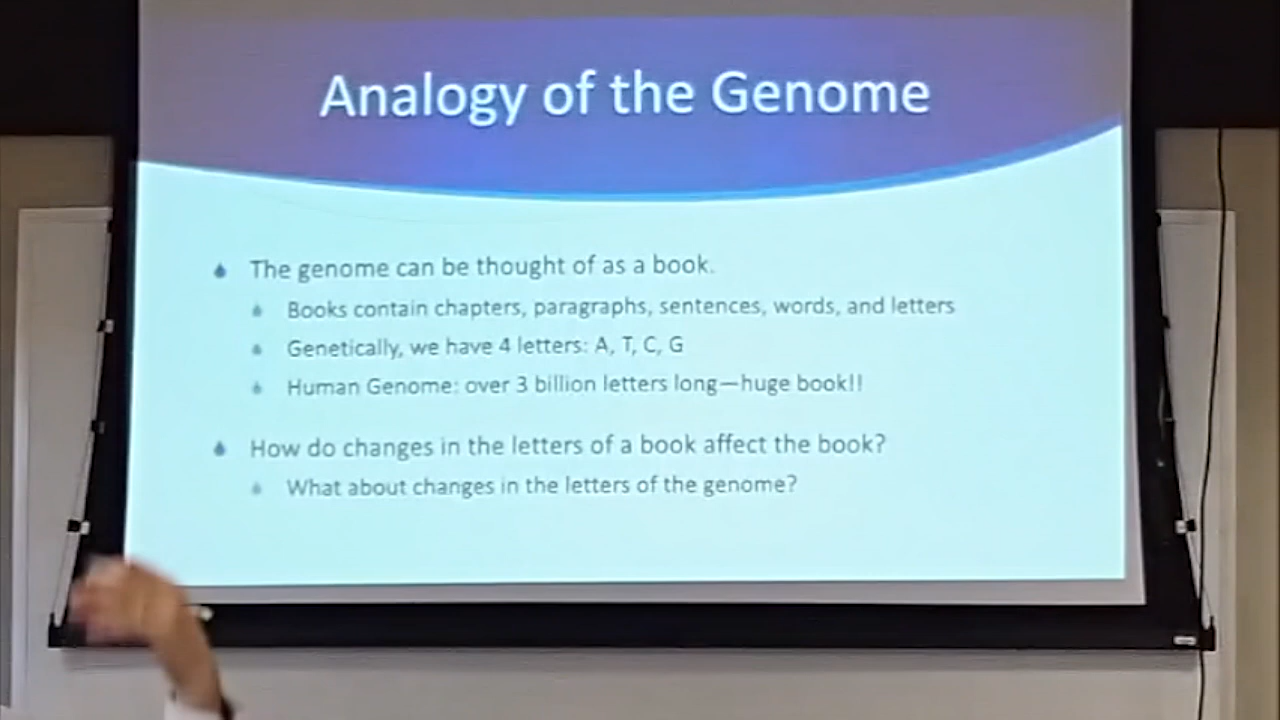 Analogy of the Genome
The genome can be thought of as a book.
Books contain chapters, paragraphs, sentences, words, and letters
Genetically, we have 4 letters: A, T, C, G
Human Genome: over 3 billion letters long—huge book!!
How do changes in the letters of a book affect the book?
What about changes in the letters of the genome?